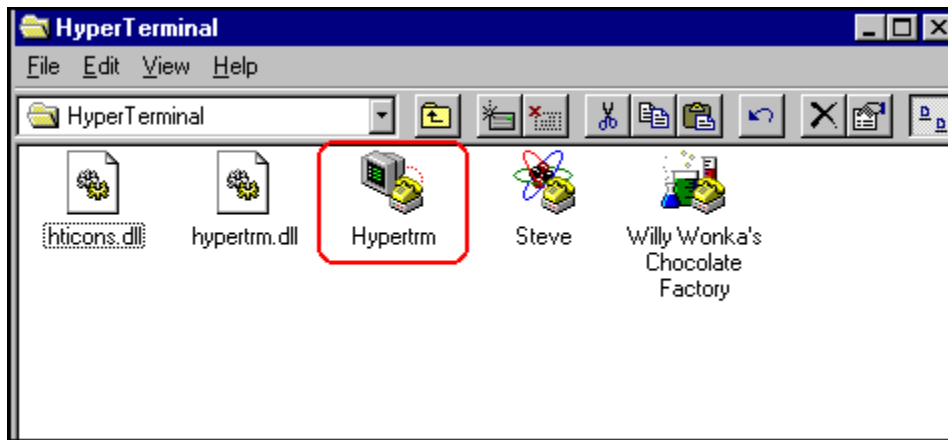 HyperTerminal
File Edit View Help
HyperTerminal
hticons.dll hypertrm.dll Hypertrm Steve Willy Wonka's
Chocolate
Factory